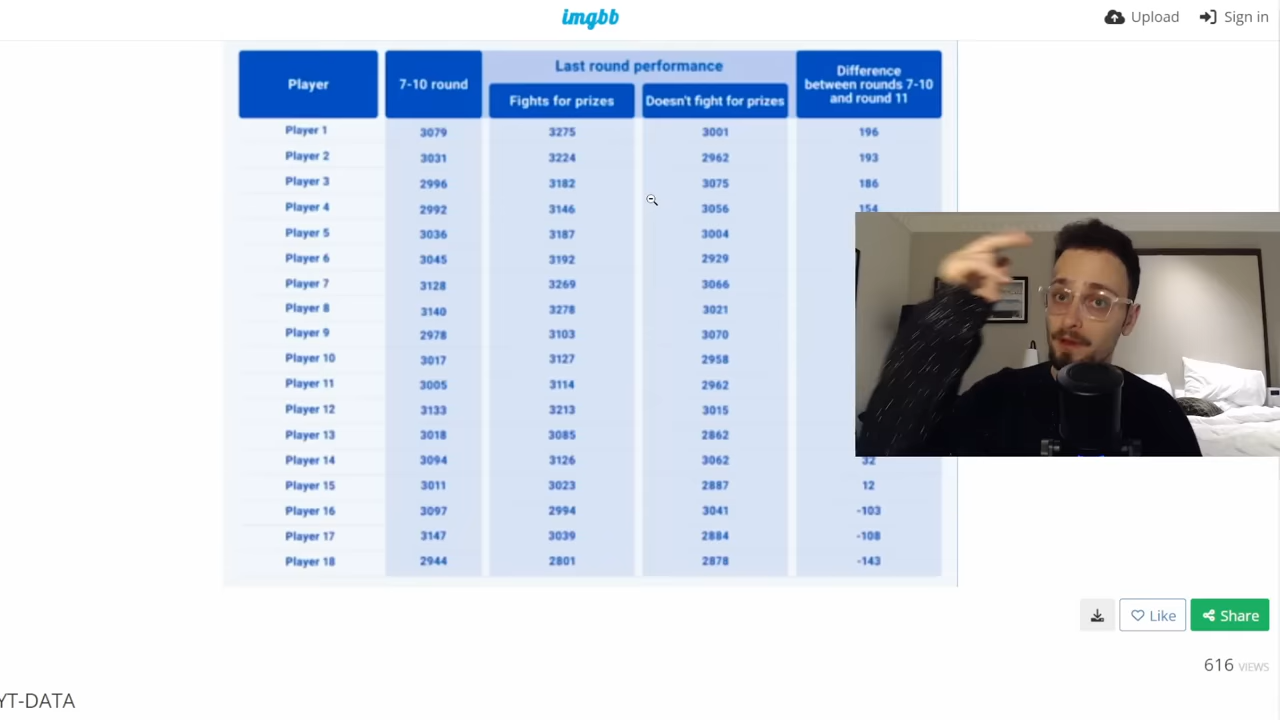 imgbb
Upload Sign in
Player 7-10 round Last round performance Difference between rounds 7-10 and round 11
Fights for prizes Doesn't fight for prizes
Player 1 3079 3275 3001 196
Player 2 3031 3224 2962 193
Player 3 2996 3182 3075 186
Player 4 2992 3146 3056 154
Player 5 3036 3187 3004
Player 6 3045 3192 2929
Player 7 3128 3269 3066
Player 8 3140 3278 3021
Player 9 2978 3103 3070
Player 10 3017 3127 2958
Player 11 3005 3114 2962
Player 12 3133 3213 3015
Player 13 3018 3085 2862
Player 14 3094 3126 3062 32
Player 15 3011 3023 2887 12
Player 16 3097 2994 3041 -103
Player 17 3147 3039 2884 -108
Player 18 2944 2801 2878 -143
Like Share
616 VIEWS
YT-DATA